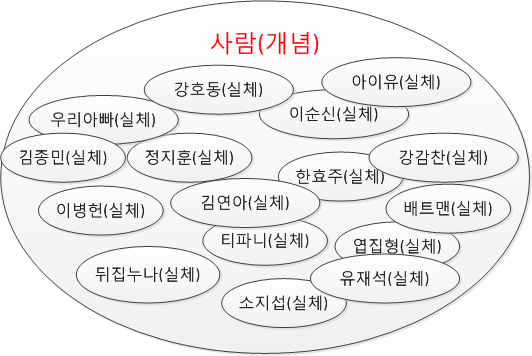 사람(개념)
강호동(실체)
아이유(실체)
우리아빠(실체)
이순신(실체)
김종민(실체)
정지훈(실체)
한효주(실체)
강감찬(실체)
이병헌(실체)
김연아(실체)
배트맨(실체)
티파니(실체)
엽집형(실체)
뒤집누나(실체)
유재석(실체)
소지섭(실체)